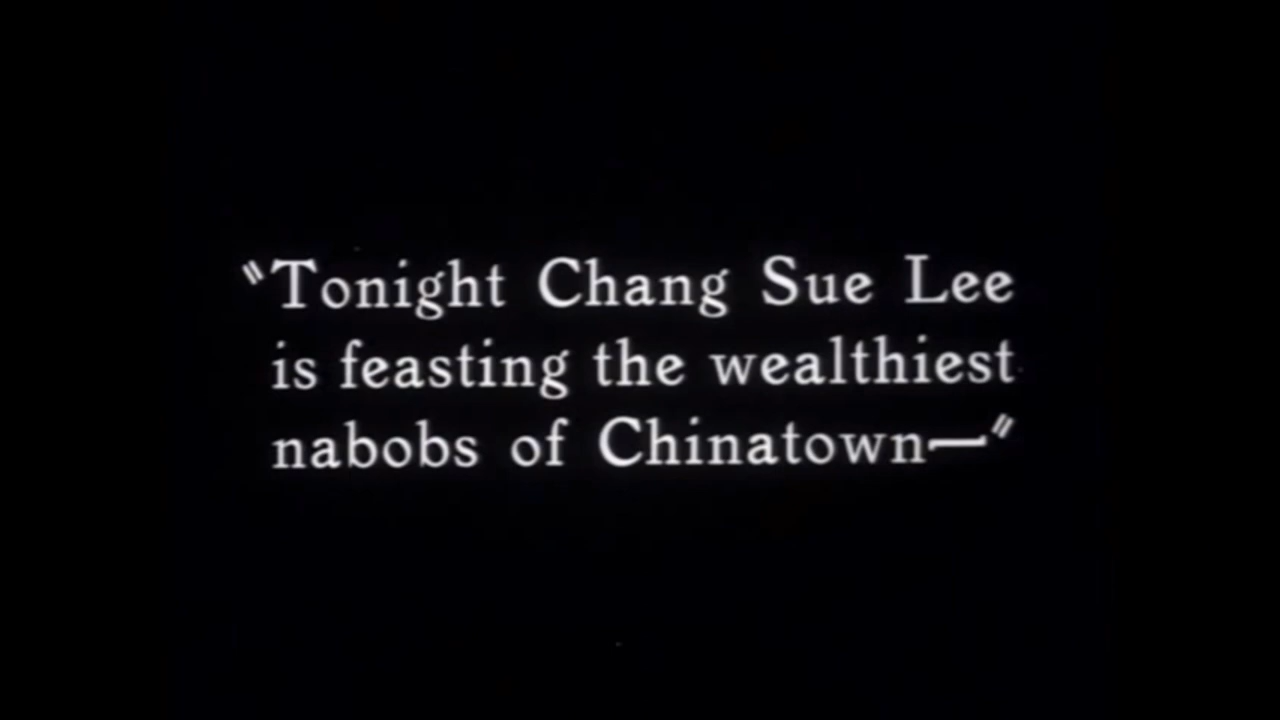 "Tonight Chang Sue Lee
is feasting the wealthiest
nabobs of Chinatown—"